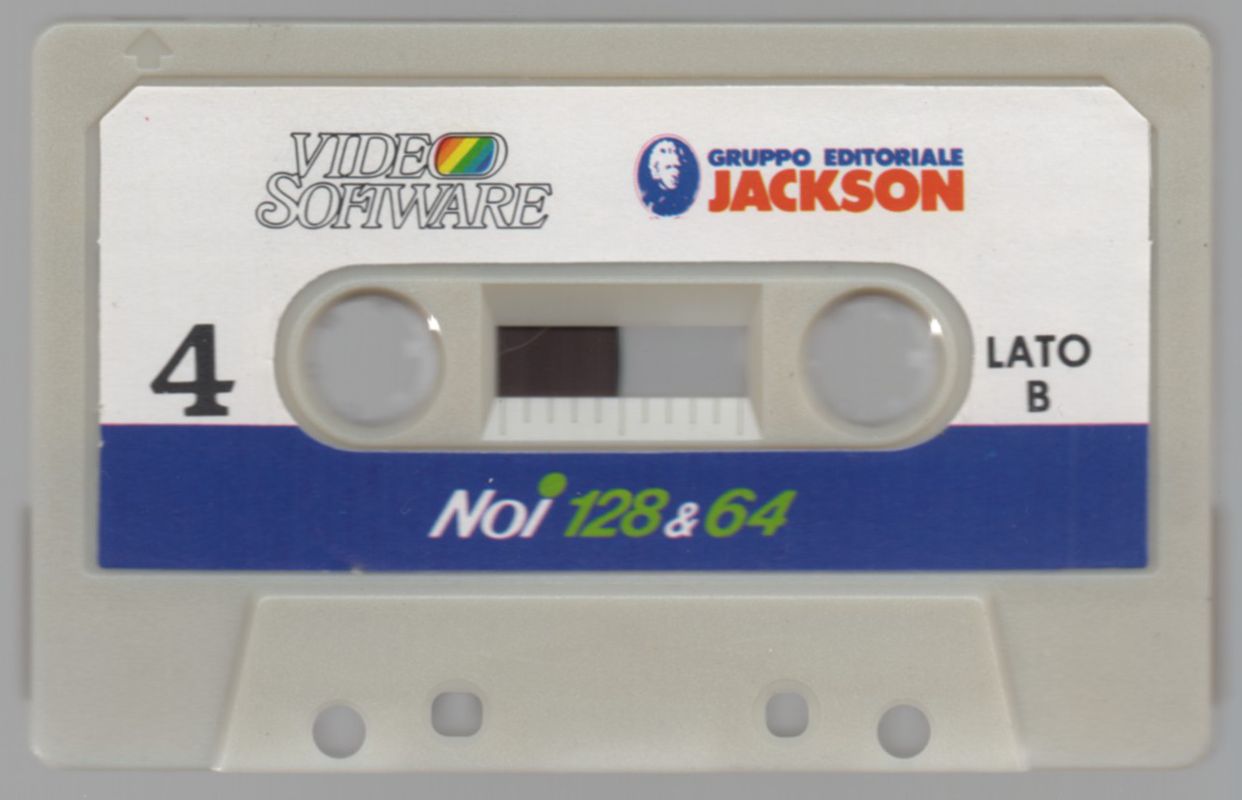 VIDEO
SOFTWARE
GRUPPO EDITORIALE
JACKSON
4
LATO
B
Noi 128 & 64